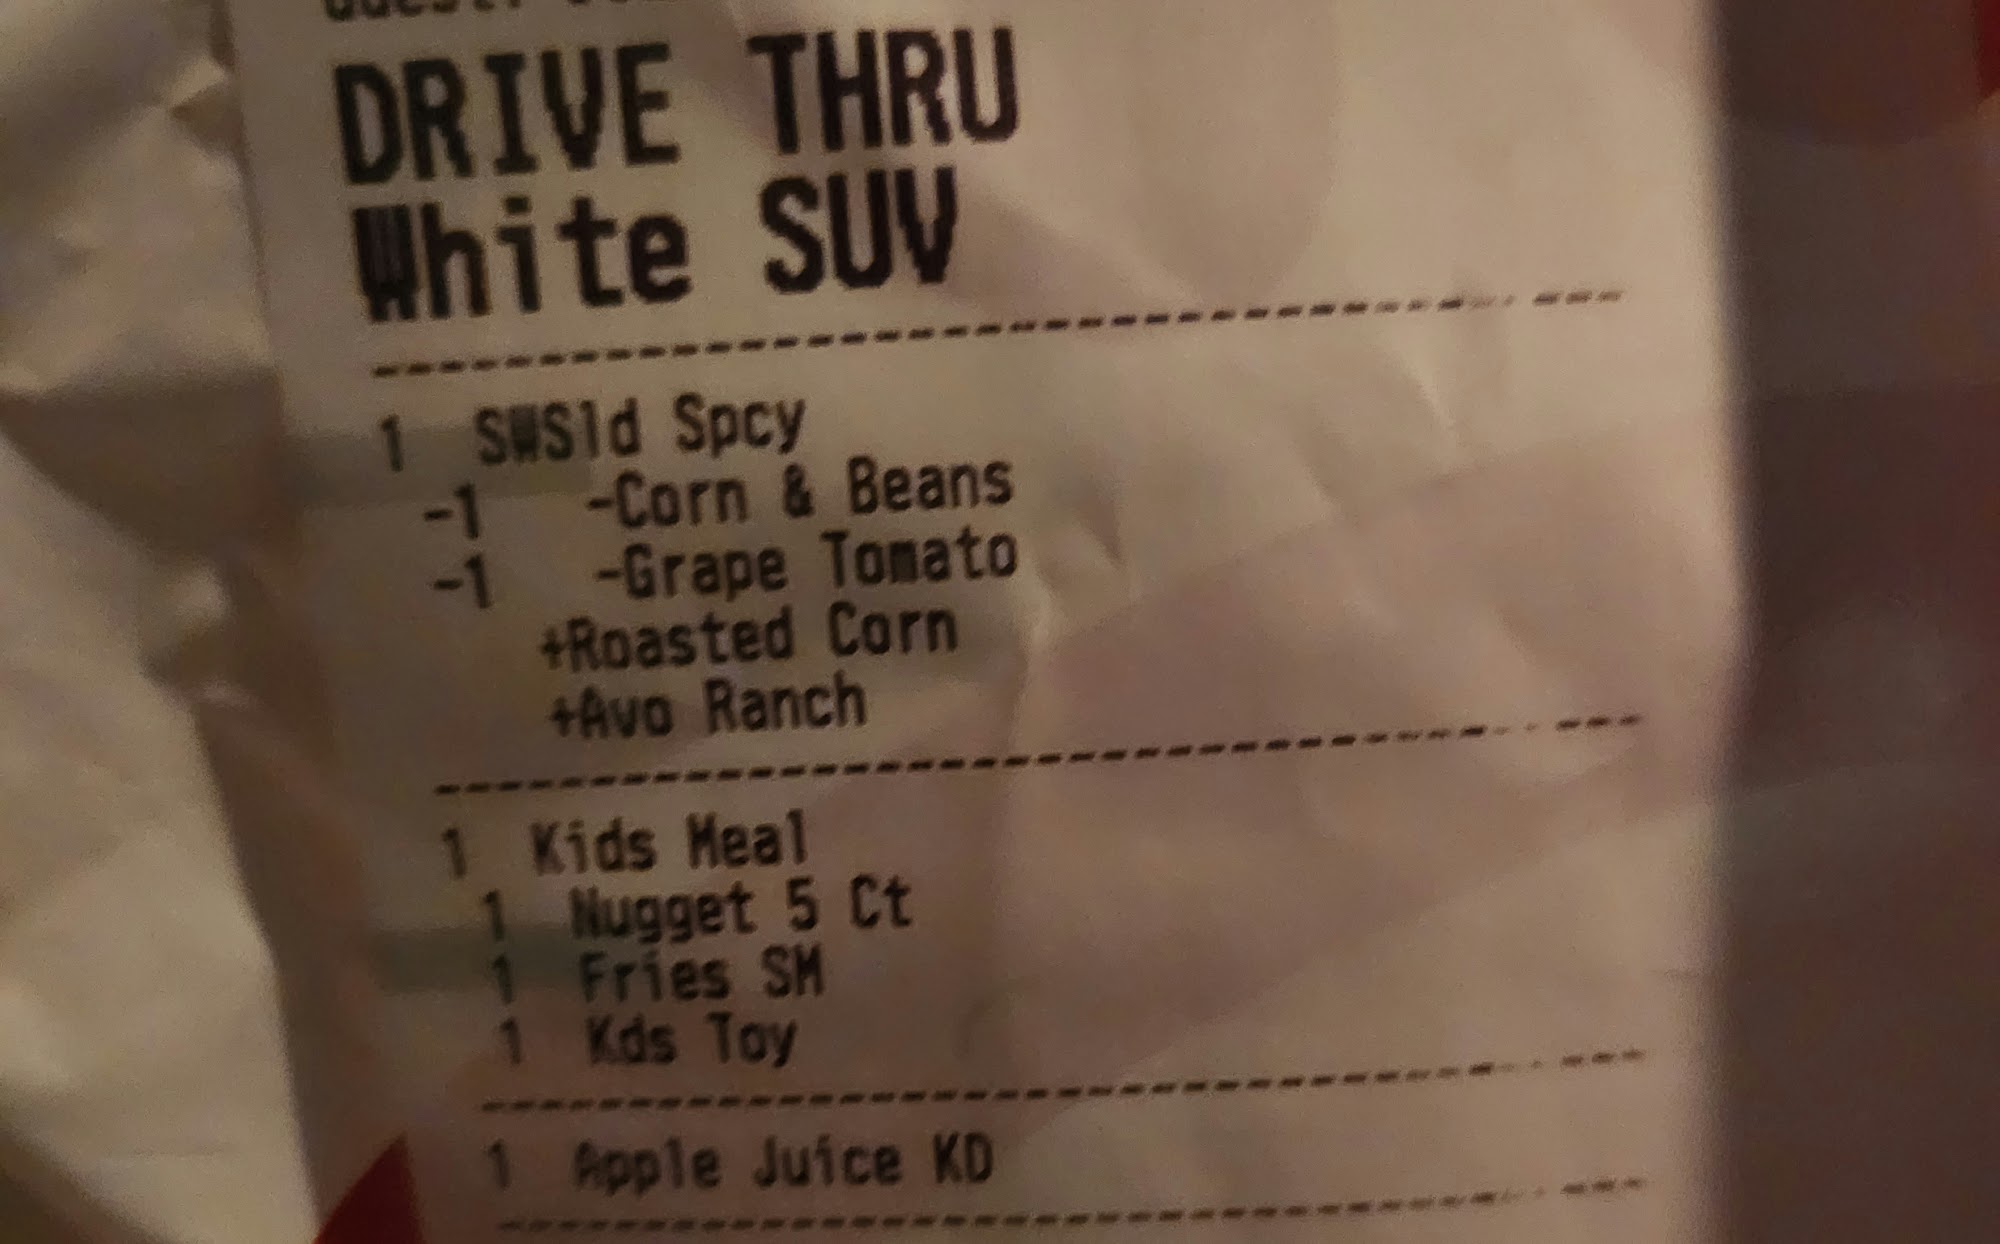 DRIVE THRU
White SUV
1 SWSld Spcy
-1 -Corn & Beans
-1 -Grape Tomato
+Roasted Corn
+Avo Ranch
1 Kids Meal
1 Nugget 5 Ct
1 Fries SM
1 Kds Toy
1 Apple Juice KD